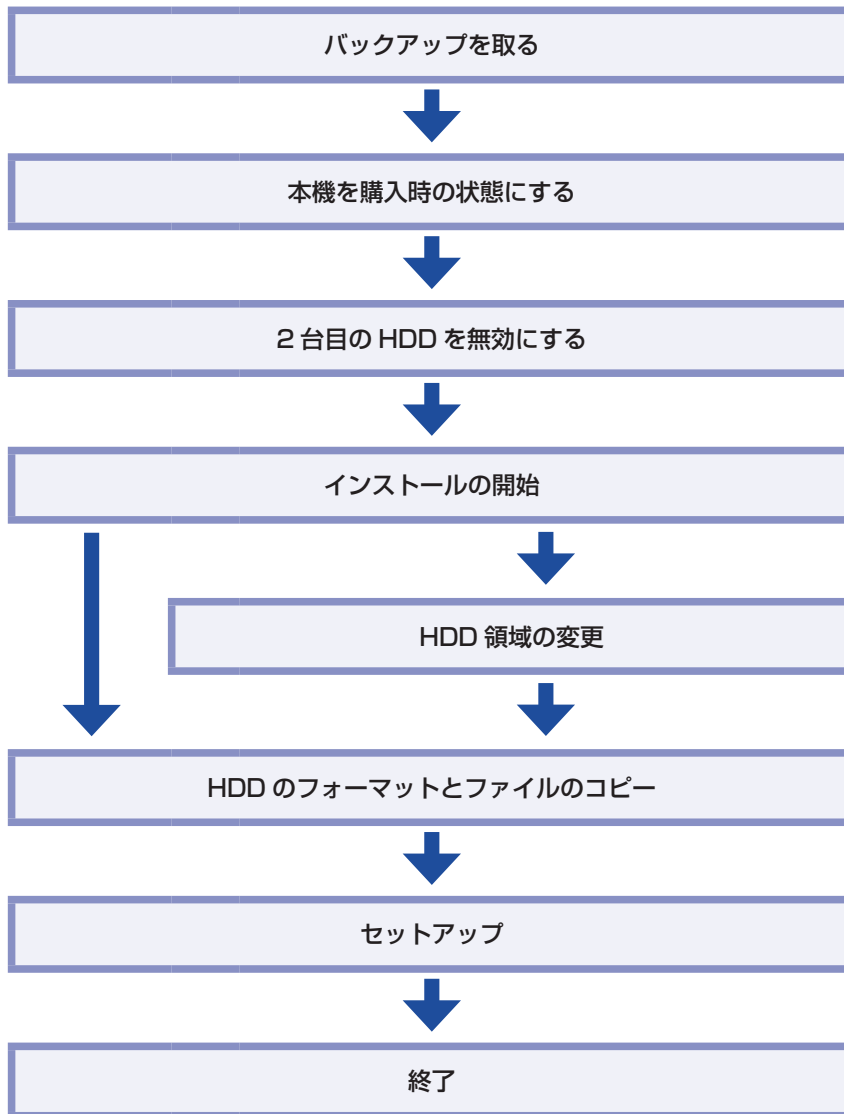 バックアップを取る
本機を購入時の状態にする
2台目の HDD を無効にする
インストールの開始
HDD 領域の変更
HDD のフォーマットとファイルのコピー
セットアップ
終了